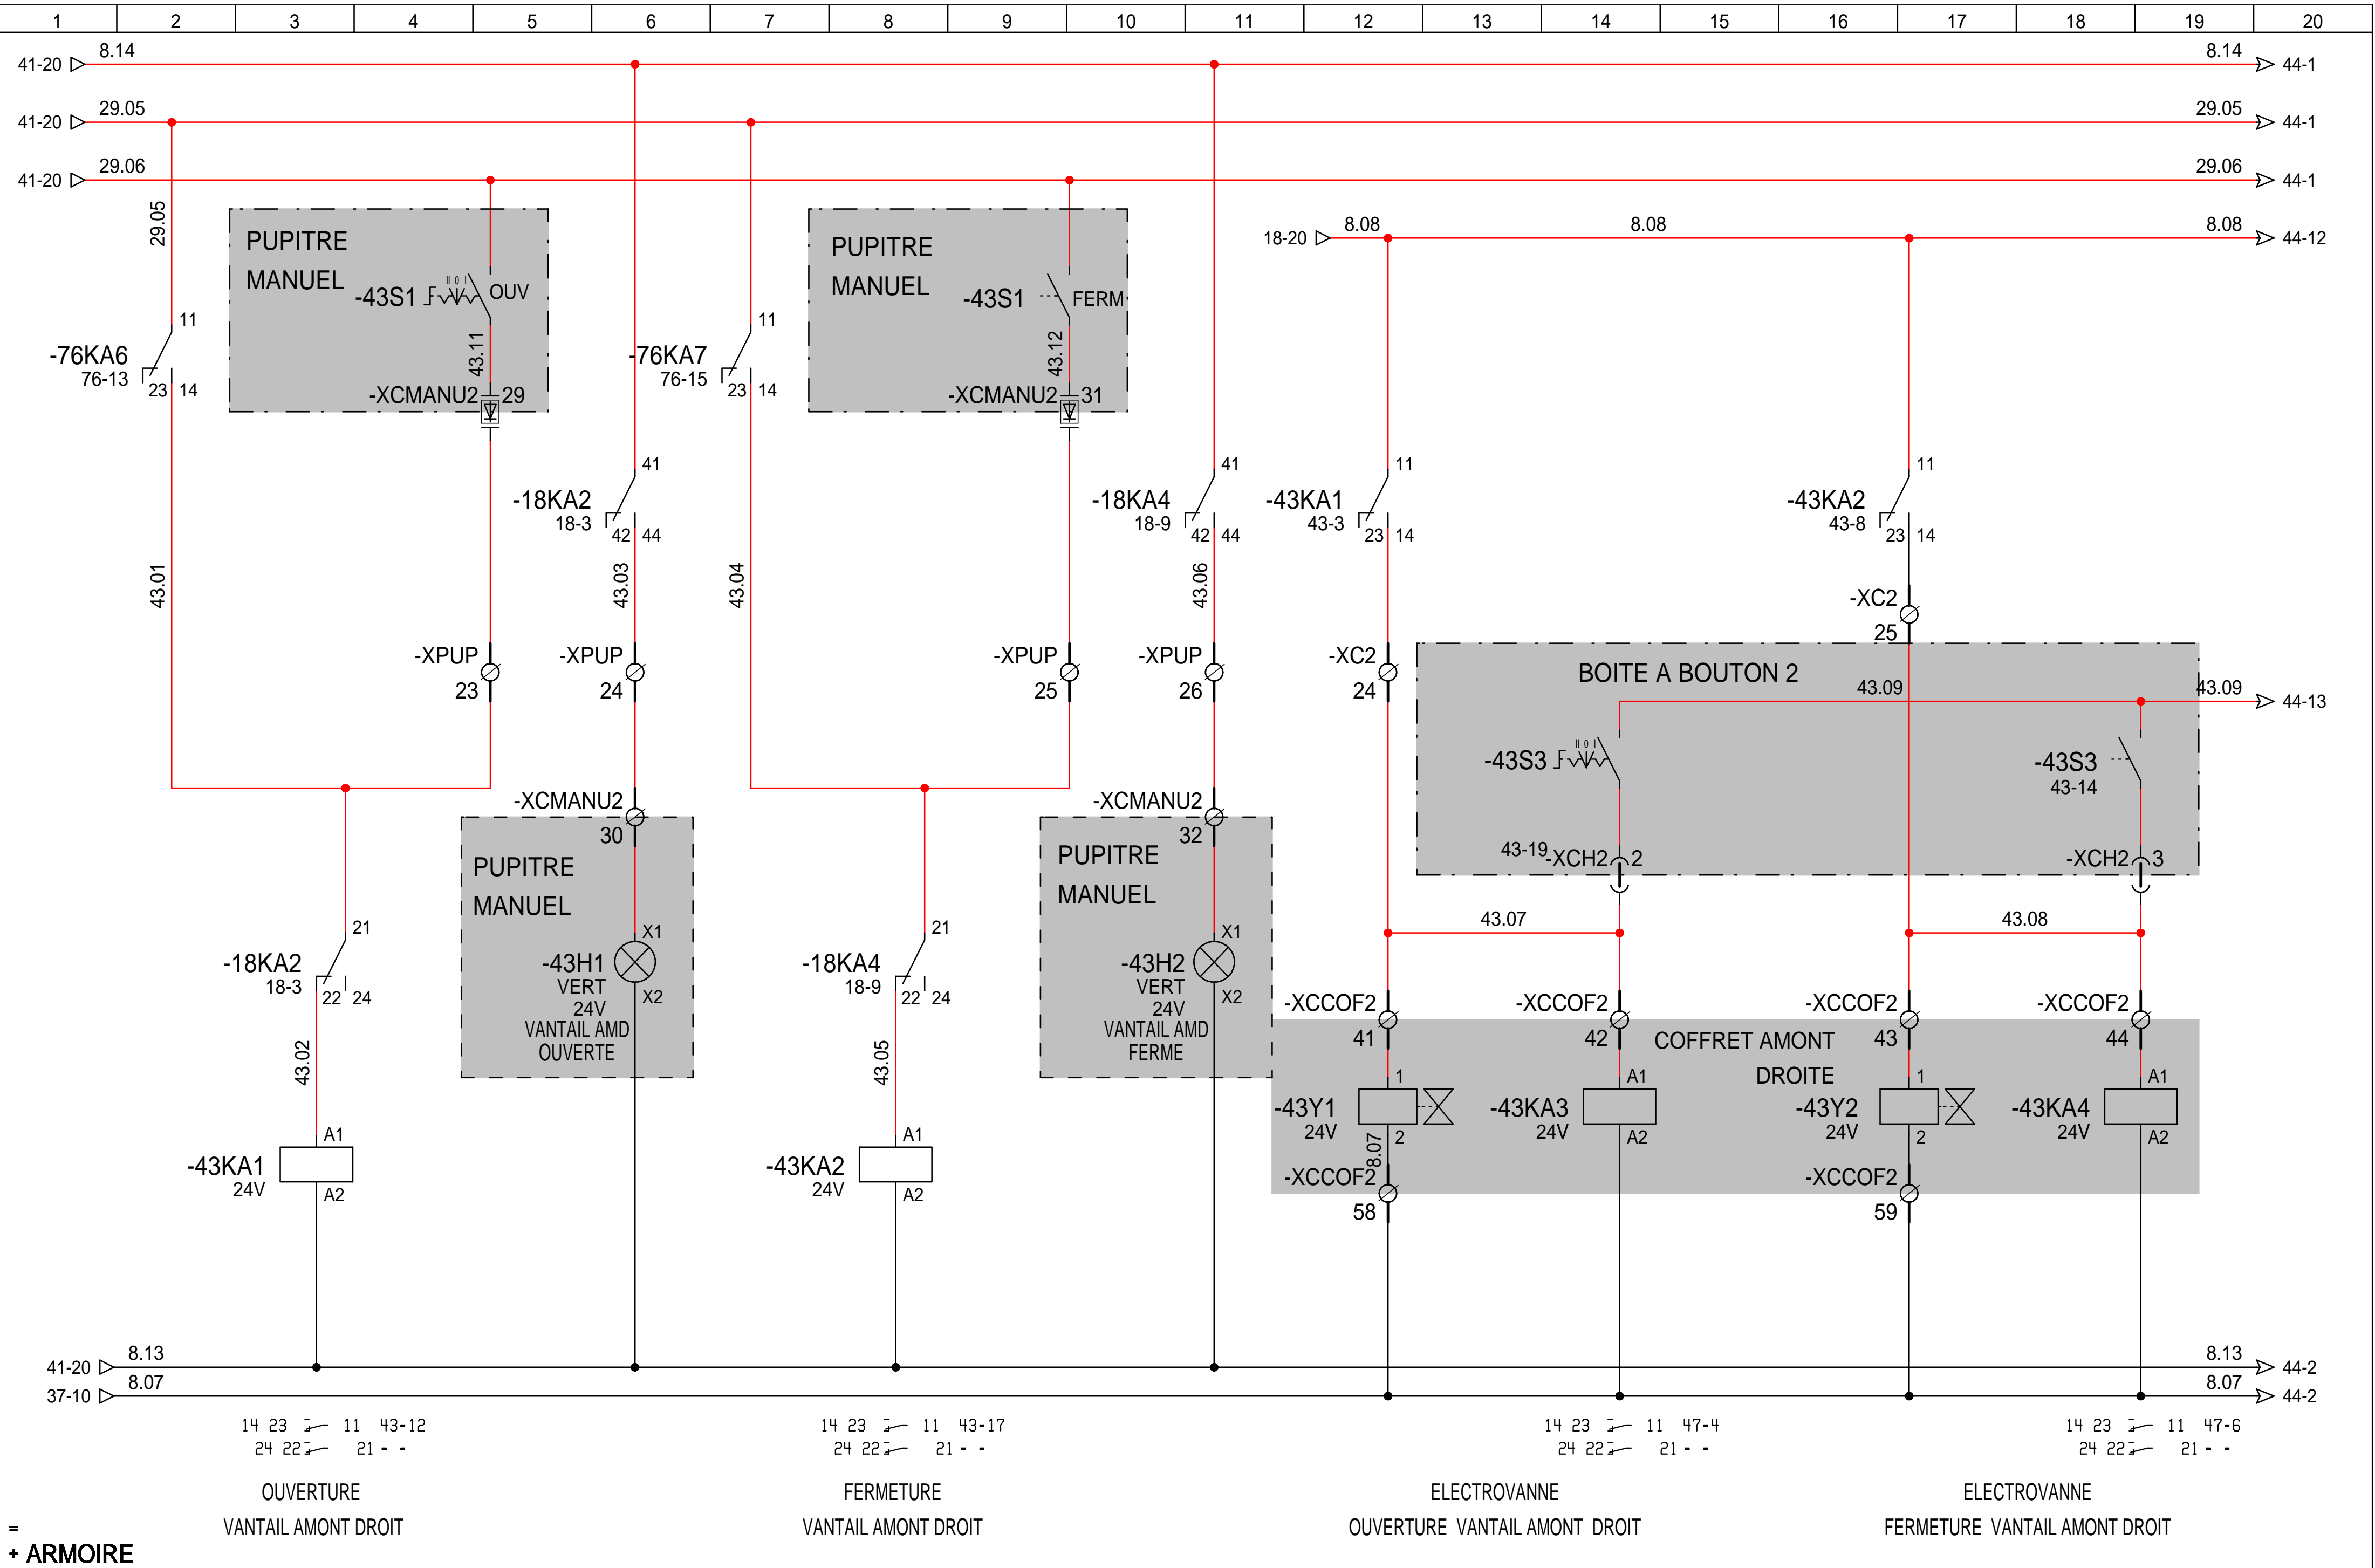 1 2 3 4 5 6 7 8 9 10 11 12 13 14 15 16 17 18 19 20
41-20 8.14 8.14 44-1
41-20 29.05 29.05 44-1
41-20 29.06 29.06 44-1
18-20 8.08 8.08 8.08 44-12
29.05
PUPITRE
MANUEL
-43S1 II 0 I OUV
43.11
-XCMANU2 29
PUPITRE
MANUEL
-43S1 FERM
43.12
-XCMANU2 31
11
-76KA6
76-13
23 14
11
-76KA7
76-15
23 14
41
-18KA2
18-3
42 44
41
-18KA4
18-9
42 44
11
-43KA1
43-3
23 14
11
-43KA2
43-8
23 14
43.01
43.03
43.04
43.06
-XC2
25
-XPUP
23
-XPUP
24
-XPUP
25
-XPUP
26
-XC2
24
BOITE A BOUTON 2
43.09 43.09 44-13
-43S3 II 0 I
-43S3
43-14
43-19
-XCH2 2
-XCH2 3
-XCMANU2
30
-XCMANU2
32
PUPITRE
MANUEL
X1
-43H1
VERT
24V
X2
VANTAIL AMD
OUVERTE
PUPITRE
MANUEL
X1
-43H2
VERT
24V
X2
VANTAIL AMD
FERME
21
-18KA2
18-3
22 24
21
-18KA4
18-9
22 24
43.07
43.08
43.02
43.05
-XCCOF2
41
-XCCOF2
42
-XCCOF2
43
-XCCOF2
44
COFFRET AMONT
DROITE
1
-43Y1
24V
2
8.07
A1
-43KA3
24V
A2
1
-43Y2
24V
2
A1
-43KA4
24V
A2
-XCCOF2
58
-XCCOF2
59
A1
-43KA1
24V
A2
A1
-43KA2
24V
A2
41-20 8.13 8.13 44-2
37-10 8.07 8.07 44-2
14 23 11 43-12
24 22 21 - -
14 23 11 43-17
24 22 21 - -
14 23 11 47-4
24 22 21 - -
14 23 11 47-6
24 22 21 - -
OUVERTURE
VANTAIL AMONT DROIT
FERMETURE
VANTAIL AMONT DROIT
ELECTROVANNE
OUVERTURE VANTAIL AMONT DROIT
ELECTROVANNE
FERMETURE VANTAIL AMONT DROIT
=
+ ARMOIRE